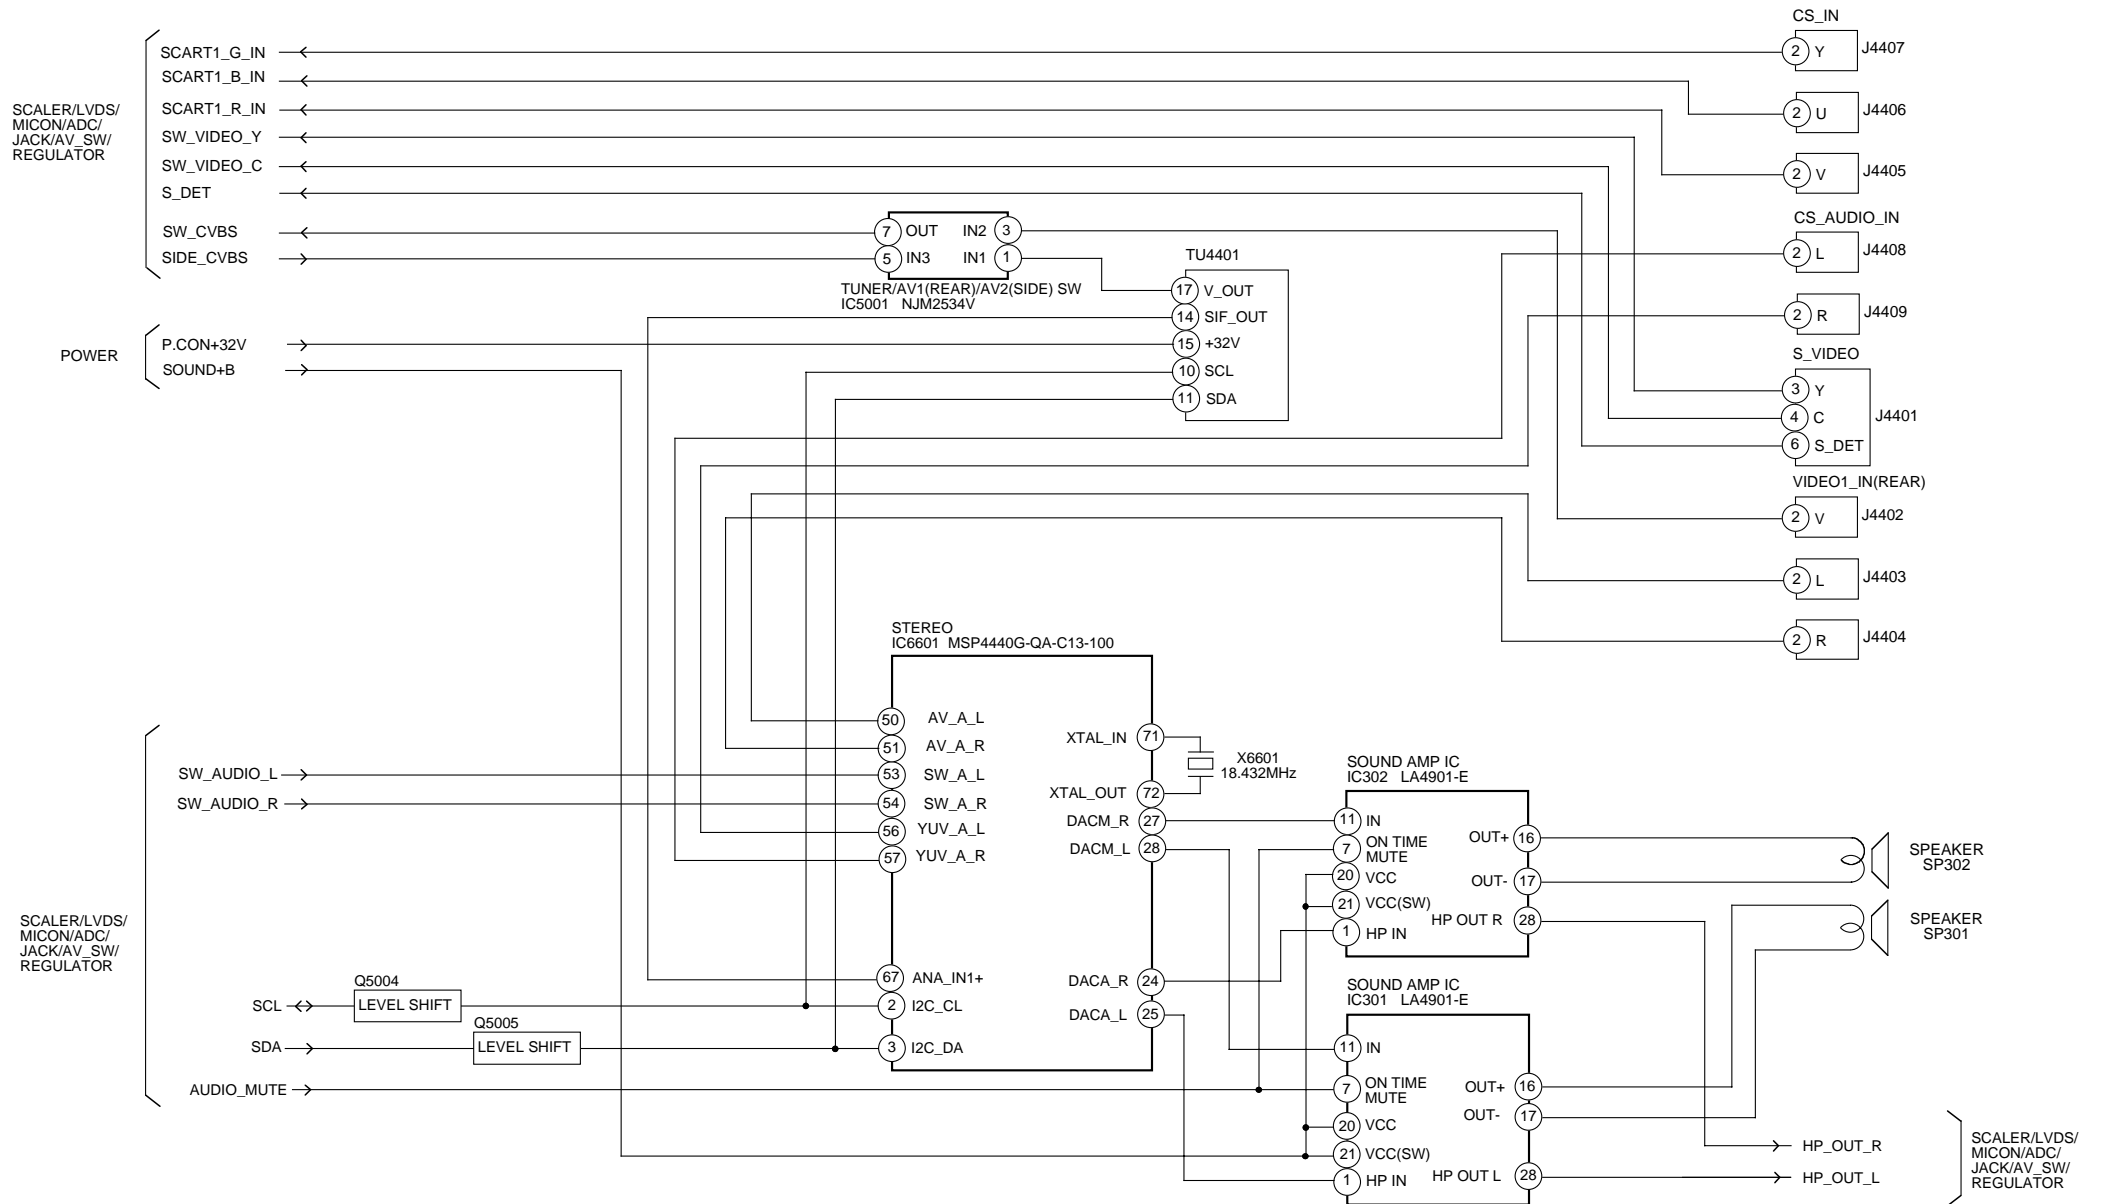 CS_IN
SCART1_G_IN
2 Y J4407
SCART1_B_IN
SCALER/LVDS/
MICON/ADC/
JACK/AV_SW/
REGULATOR
SCART1_R_IN
2 U J4406
SW_VIDEO_Y
SW_VIDEO_C
2 V J4405
S_DET
CS_AUDIO_IN
SW_CVBS
7 OUT IN2 3
SIDE_CVBS
5 IN3 IN1 1
2 L J4408
TUNER/AV1(REAR)/AV2(SIDE) SW
IC5001 NJM2534V
TU4401
17 V_OUT
14 SIF_OUT
15 +32V
10 SCL
11 SDA
2 R J4409
POWER
P.CON+32V
SOUND+B
S_VIDEO
3 Y
4 C
6 S_DET
J4401
VIDEO1_IN(REAR)
2 V J4402
2 L J4403
2 R J4404
STEREO
IC6601 MSP4440G-QA-C13-100
50 AV_A_L
51 AV_A_R
SW_AUDIO_L
53 SW_A_L
SW_AUDIO_R
54 SW_A_R
56 YUV_A_L
57 YUV_A_R
XTAL_IN 71
X6601
18.432MHz
XTAL_OUT 72
DACM_R 27
DACM_L 28
SOUND AMP IC
IC302 LA4901-E
11 IN
7 ON TIME
MUTE
20 VCC
21 VCC(SW)
1 HP IN
OUT+ 16
OUT- 17
HP OUT R 28
SPEAKER
SP302
SPEAKER
SP301
SCALER/LVDS/
MICON/ADC/
JACK/AV_SW/
REGULATOR
67 ANA_IN1+
DACA_R 24
Q5004
SCL
LEVEL SHIFT
2 I2C_CL
DACA_L 25
Q5005
SDA
LEVEL SHIFT
3 I2C_DA
AUDIO_MUTE
SOUND AMP IC
IC301 LA4901-E
11 IN
7 ON TIME
MUTE
20 VCC
21 VCC(SW)
1 HP IN
OUT+ 16
OUT- 17
HP OUT L 28
HP_OUT_R
HP_OUT_L
SCALER/LVDS/
MICON/ADC/
JACK/AV_SW/
REGULATOR